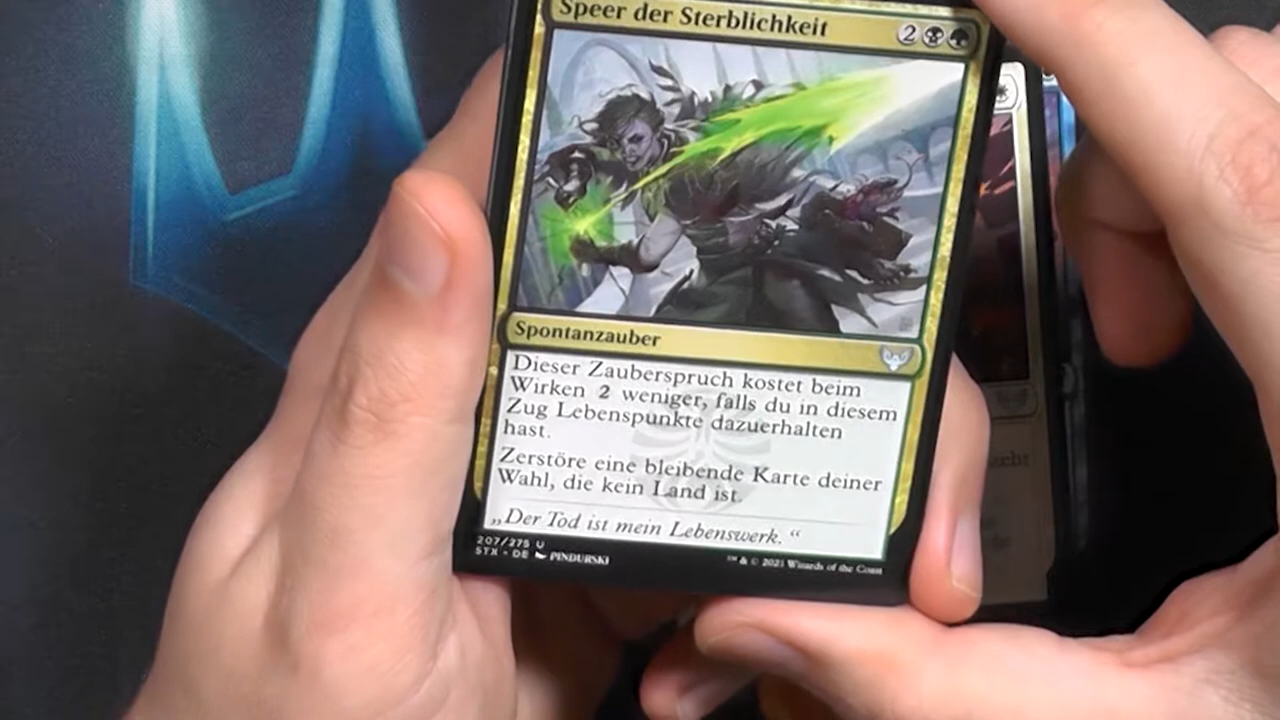 Speer der Sterblichkeit 2
Spontanzauber
Dieser Zauberspruch kostet beim
Wirken 2 weniger, falls du in diesem
Zug Lebenspunkte dazuerhalten
hast.
Zerstöre eine bleibende Karte deiner
Wahl, die kein Land ist.
„Der Tod ist mein Lebenswerk.“
207/275 U
STX • DE PINDURSKI
™ & © 2021 Wizards of the Coast